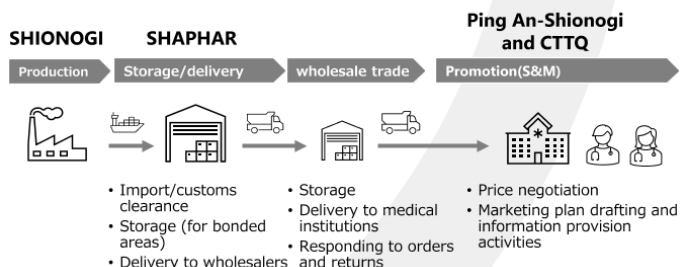 SHIONOGI
SHAPHAR
Ping An-Shionogi
and CTTQ
Production
Storage/delivery
wholesale trade
Promotion(S&M)
• Import/customs
clearance
• Storage (for bonded
areas)
• Delivery to wholesalers
• Storage
• Delivery to medical
institutions
• Responding to orders
and returns
• Price negotiation
• Marketing plan drafting and
information provision
activities